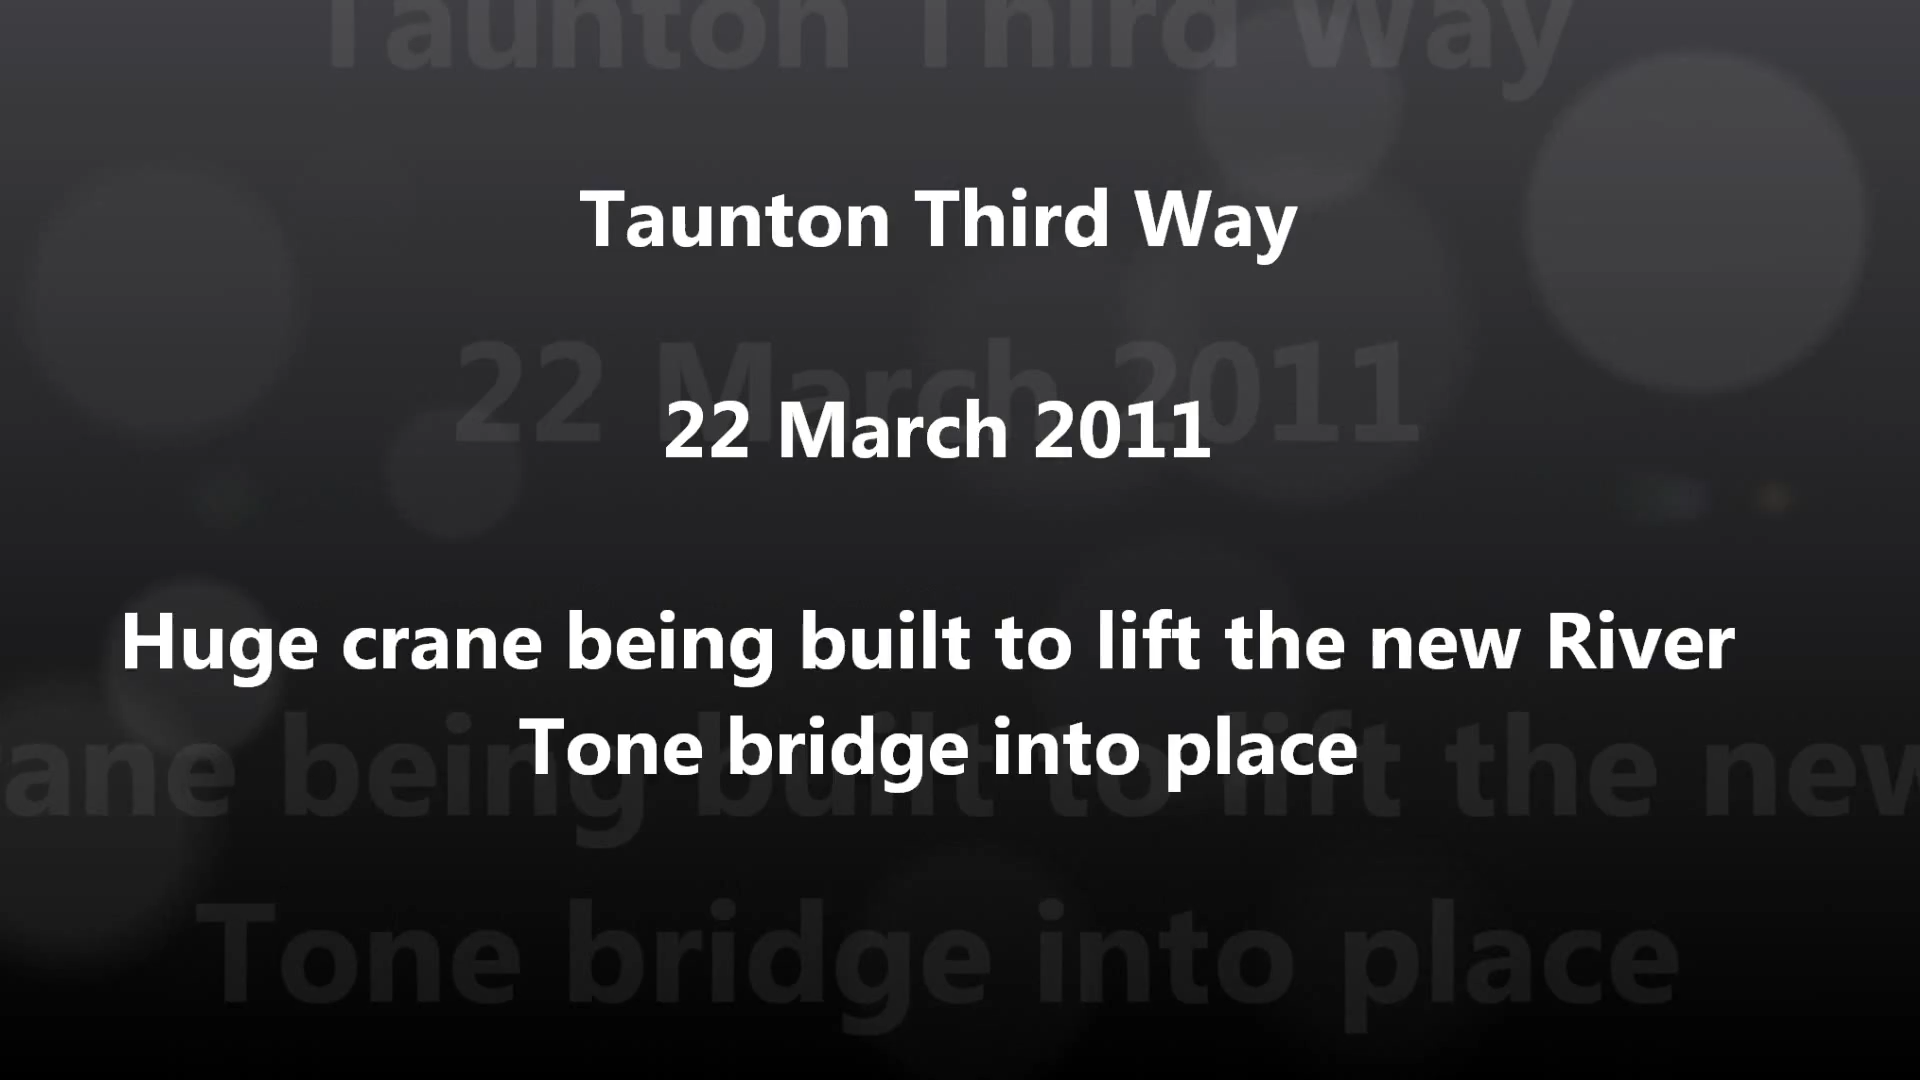 Taunton Third Way
22 March 2011
Huge crane being built to lift the new River
Tone bridge into place